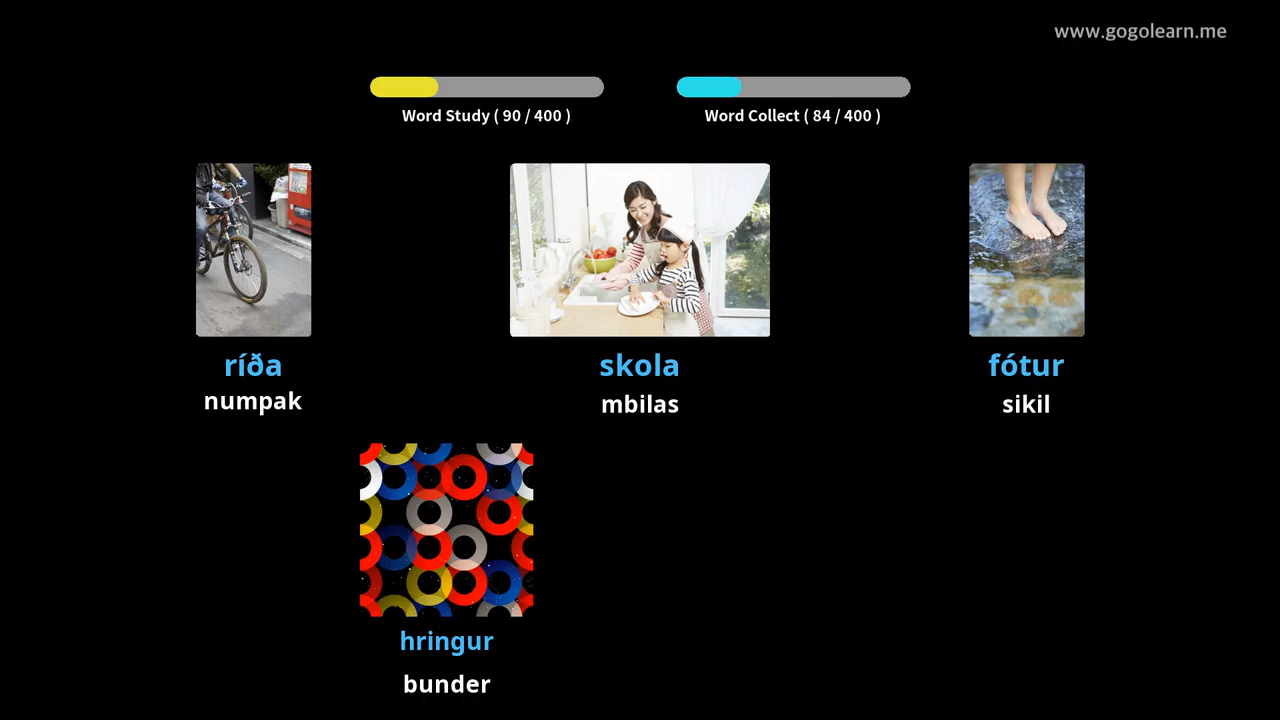 www.gogolearn.me
Word Study ( 90 / 400 )
Word Collect ( 84 / 400 )
ríða
numpak
skola
mbilas
fótur
sikil
hringur
bunder